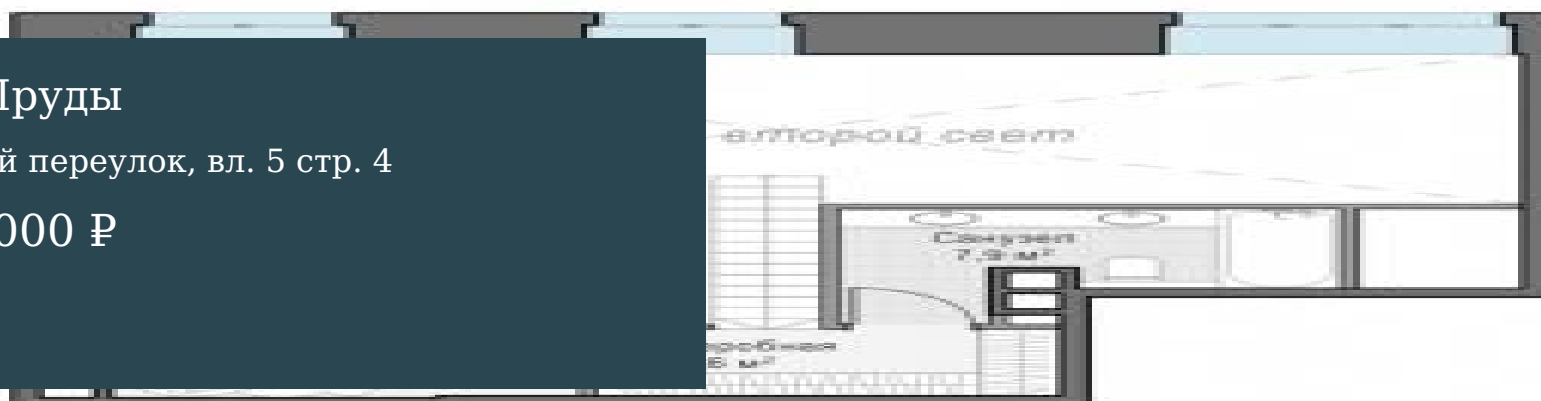 Пруды
й переулок, вл. 5 стр. 4
000 ₽
второй свет
Санузел
7,9 м²